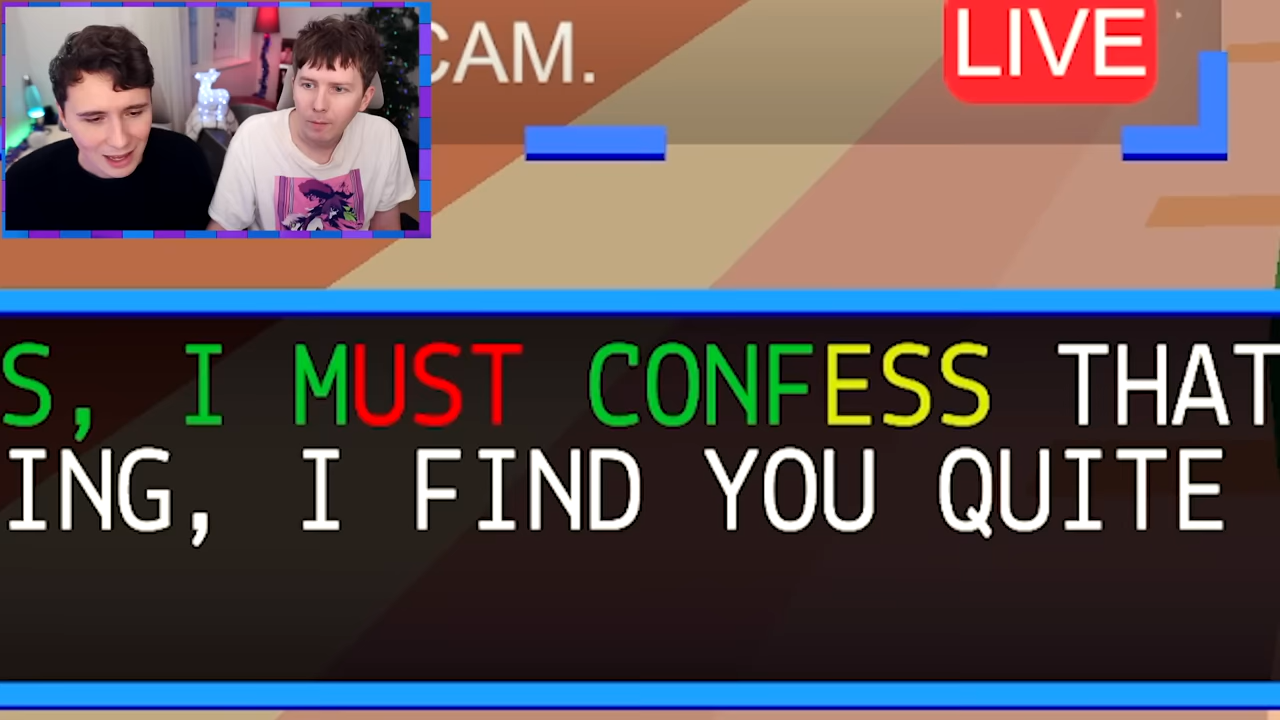 CAM.
LIVE
S, I MUST CONFESS THAT
ING, I FIND YOU QUITE